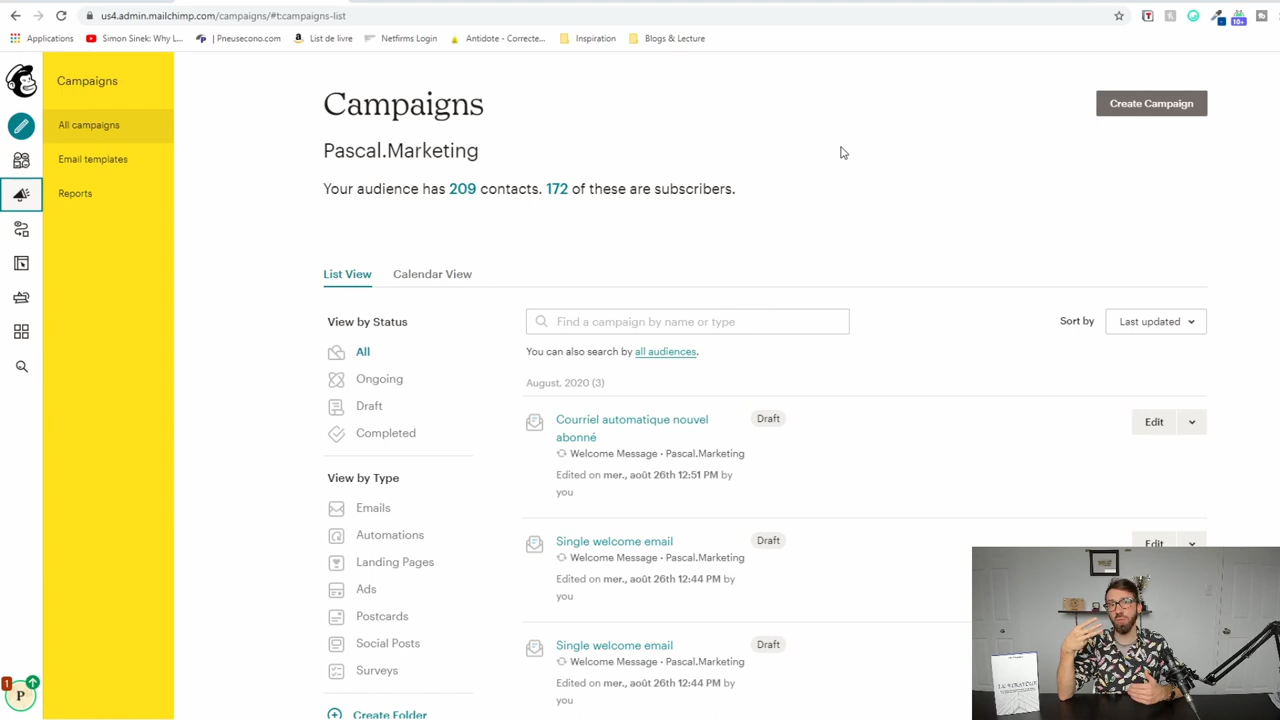 us4.admin.mailchimp.com/campaigns/#t:campaigns-list
Applications
Simon Sinek: Why L...
Pneusecono.com
List de livre
Netfirms Login
Antidote - Correcte...
Inspiration
Blogs & Lecture
10+
Campaigns
All campaigns
Email templates
Reports
Campaigns
Create Campaign
Pascal.Marketing
Your audience has 209 contacts. 172 of these are subscribers.
List View
Calendar View
View by Status
All
Ongoing
Draft
Completed
View by Type
Emails
Automations
Landing Pages
Ads
Postcards
Social Posts
Surveys
Create Folder
Find a campaign by name or type
Sort by
Last updated
You can also search by all audiences.
August, 2020 (3)
Courriel automatique nouvel
abonné
Draft
Edit
Welcome Message • Pascal.Marketing
Edited on mer., août 26th 12:51 PM by
you
Single welcome email
Draft
Edit
Welcome Message • Pascal.Marketing
Edited on mer., août 26th 12:44 PM by
you
Single welcome email
Draft
Welcome Message • Pascal.Marketing
Edited on mer., août 26th 12:44 PM by
you
1
P